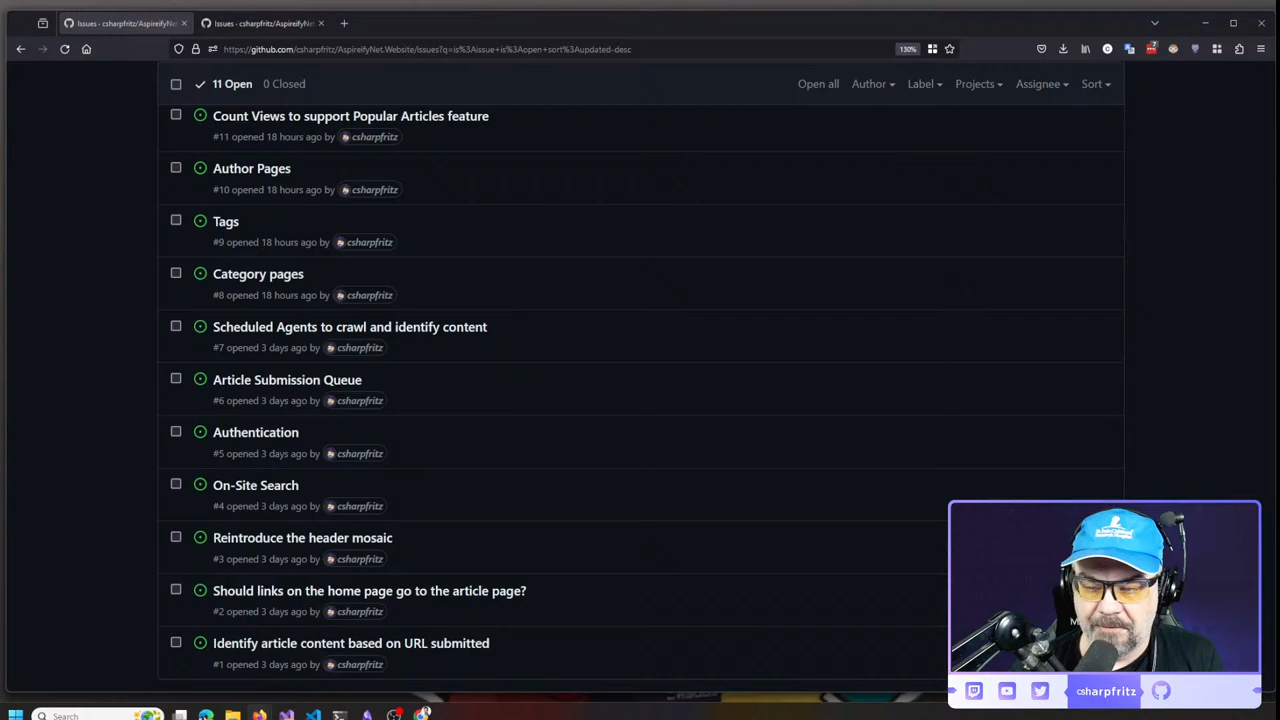 Issues · csharpfritz/AspireifyNet
Issues · csharpfritz/AspireifyNet
https://github.com/csharpfritz/AspireifyNet.Website/issues?q=is%3Aissue+is%3Aopen+sort%3Aupdated-desc
130%
11 Open 0 Closed
Open all Author Label Projects Assignee Sort
Count Views to support Popular Articles feature
#11 opened 18 hours ago by csharpfritz
Author Pages
#10 opened 18 hours ago by csharpfritz
Tags
#9 opened 18 hours ago by csharpfritz
Category pages
#8 opened 18 hours ago by csharpfritz
Scheduled Agents to crawl and identify content
#7 opened 3 days ago by csharpfritz
Article Submission Queue
#6 opened 3 days ago by csharpfritz
Authentication
#5 opened 3 days ago by csharpfritz
On-Site Search
#4 opened 3 days ago by csharpfritz
Reintroduce the header mosaic
#3 opened 3 days ago by csharpfritz
Should links on the home page go to the article page?
#2 opened 3 days ago by csharpfritz
Identify article content based on URL submitted
#1 opened 3 days ago by csharpfritz
csharpfritz
Search